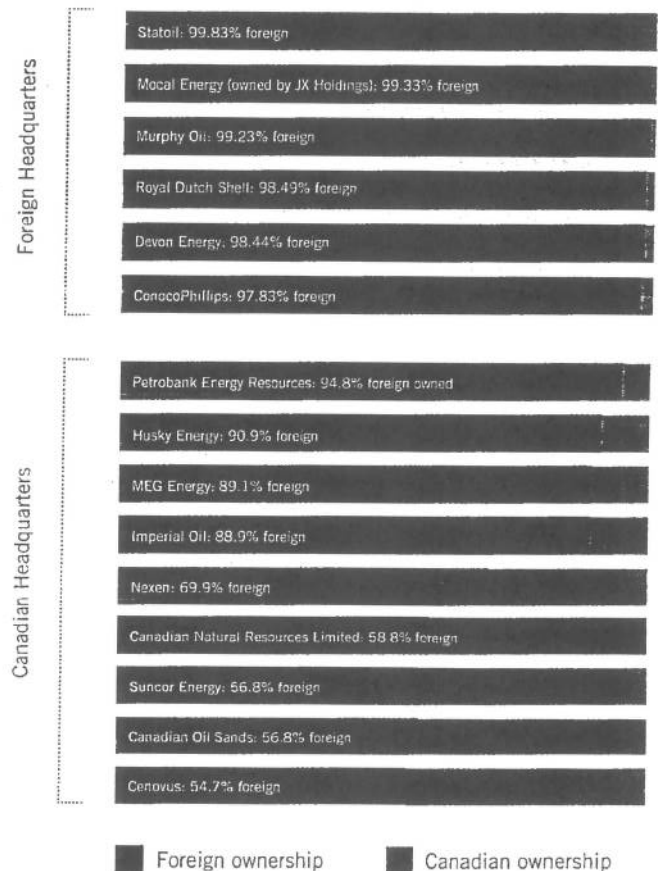 Foreign Headquarters
Statoil: 99.83% foreign
Mocal Energy (owned by JX Holdings): 99.33% foreign
Murphy Oil: 99.23% foreign
Royal Dutch Shell: 98.49% foreign
Devon Energy: 98.44% foreign
ConocoPhillips: 97.83% foreign
Canadian Headquarters
Petrobank Energy Resources: 94.8% foreign owned
Husky Energy: 90.9% foreign
MEG Energy: 89.1% foreign
Imperial Oil: 88.9% foreign
Nexen: 69.9% foreign
Canadian Natural Resources Limited: 58.8% foreign
Suncor Energy: 56.8% foreign
Canadian Oil Sands: 56.8% foreign
Cenovus: 54.7% foreign
Foreign ownership
Canadian ownership